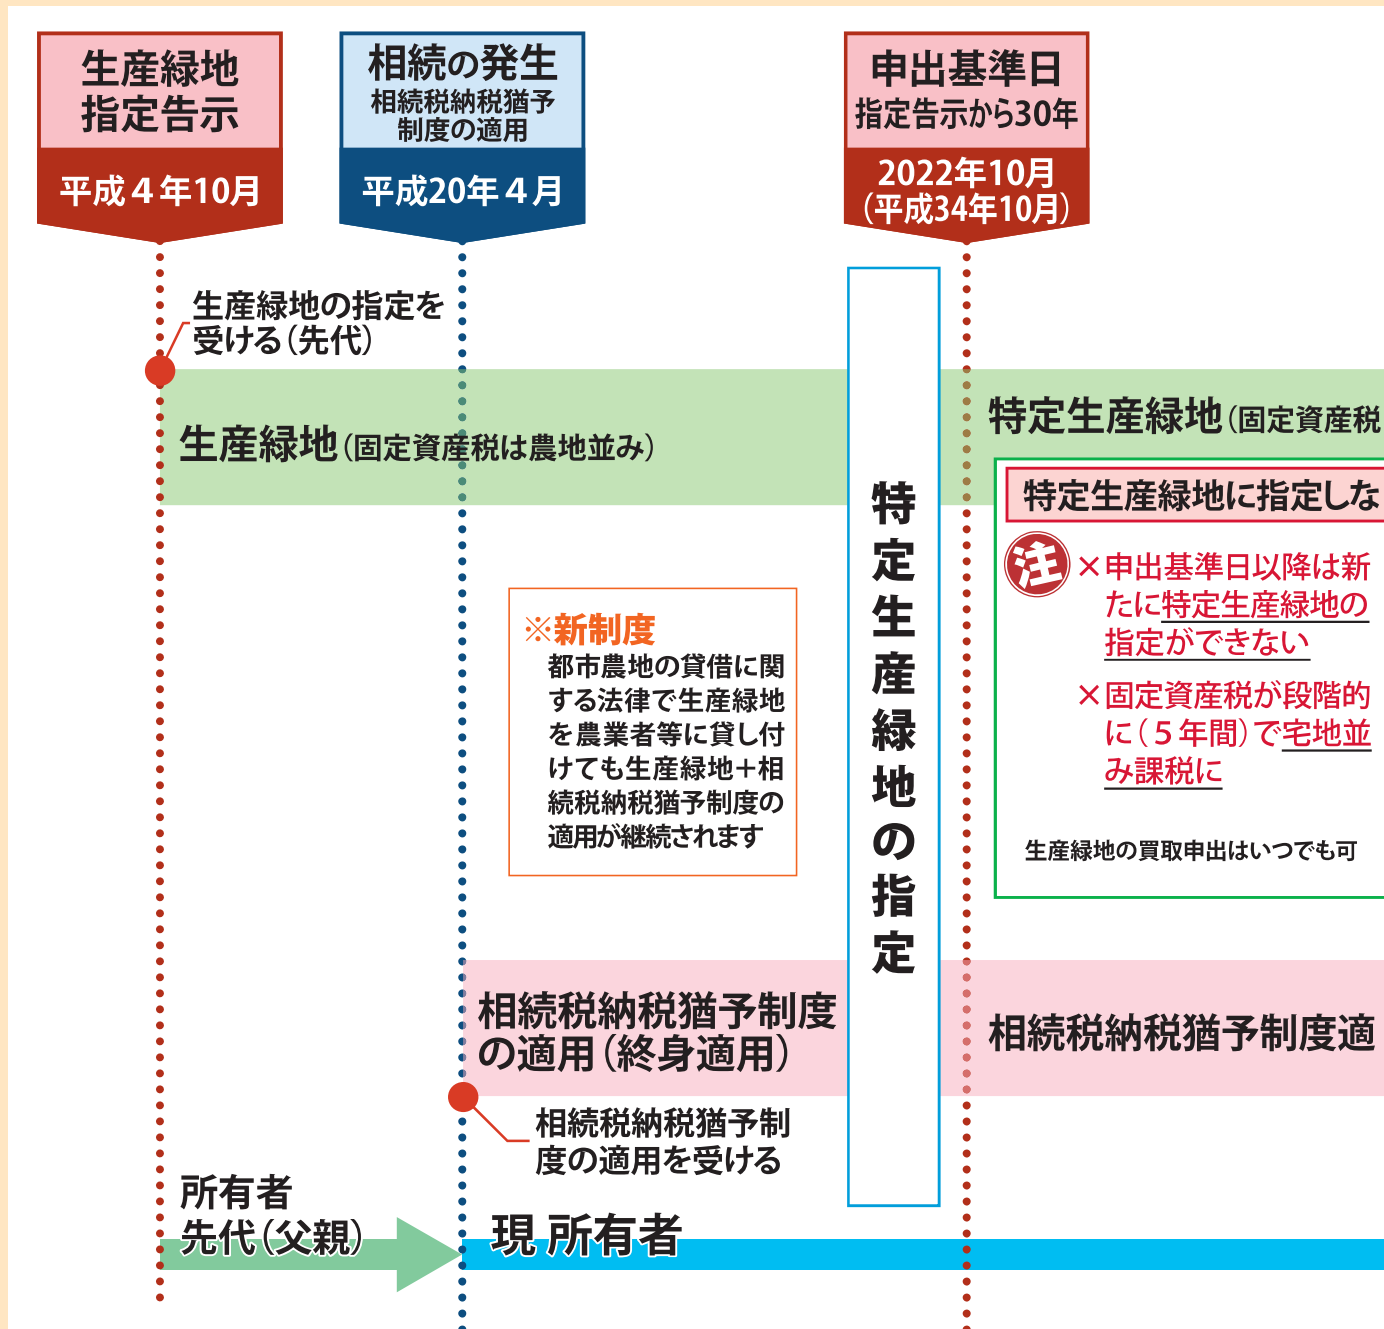 生産緑地
指定告示
平成４年10月
相続の発生
相続税納税猶予
制度の適用
平成20年４月
申出基準日
指定告示から30年
2022年10月
（平成34年10月）
生産緑地の指定を
受ける（先代）
生産緑地（固定資産税は農地並み）
特定生産緑地の指定
特定生産緑地（固定資産税
特定生産緑地に指定しな
注
×申出基準日以降は新
たに特定生産緑地の
指定ができない
×固定資産税が段階的
に（５年間）で宅地並
み課税に
生産緑地の買取申出はいつでも可
※新制度
都市農地の貸借に関
する法律で生産緑地
を農業者等に貸し付
けても生産緑地＋相
続税納税猶予制度の
適用が継続されます
相続税納税猶予制度
の適用（終身適用）
相続税納税猶予制度適
相続税納税猶予制
度の適用を受ける
所有者
先代（父親）
現 所有者